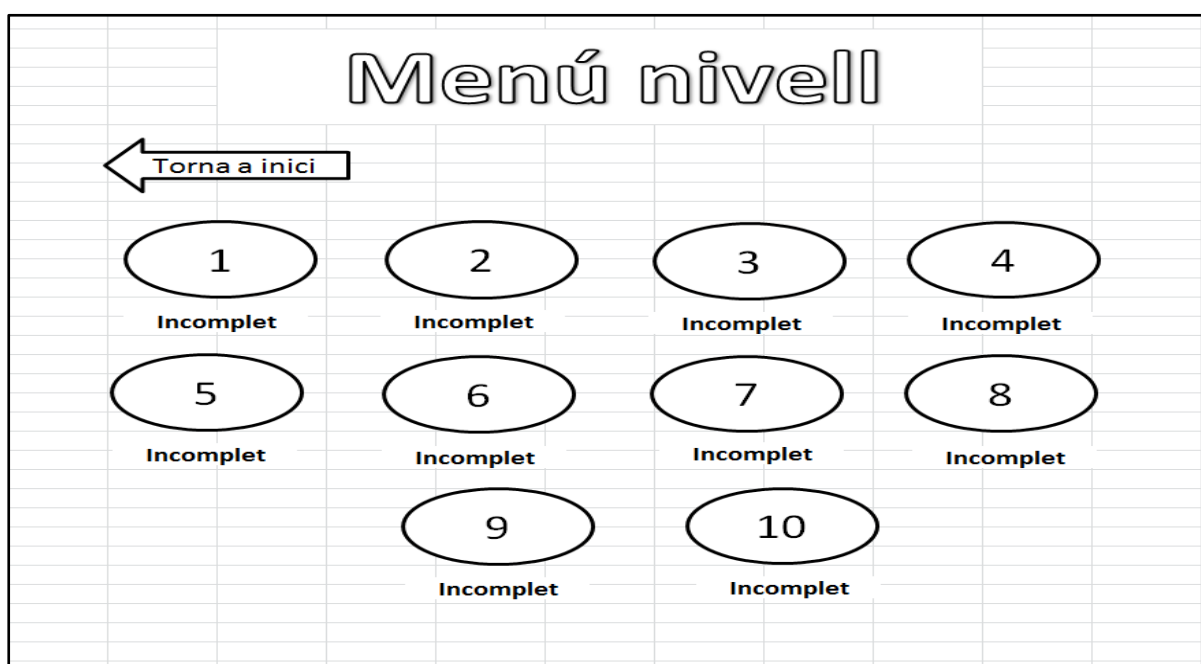 Menú nivell
Torna a inici
1 2 3 4
Incomplet Incomplet Incomplet Incomplet
5 6 7 8
Incomplet Incomplet Incomplet Incomplet
9 10
Incomplet Incomplet